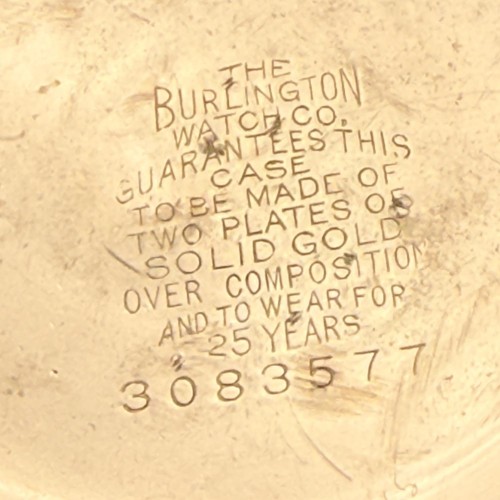 THE
BURLINGTON
WATCH CO.
GUARANTEES THIS
CASE
TO BE MADE OF
TWO PLATES OF
SOLID GOLD
OVER COMPOSITION
AND TO WEAR FOR
25 YEARS
3083577